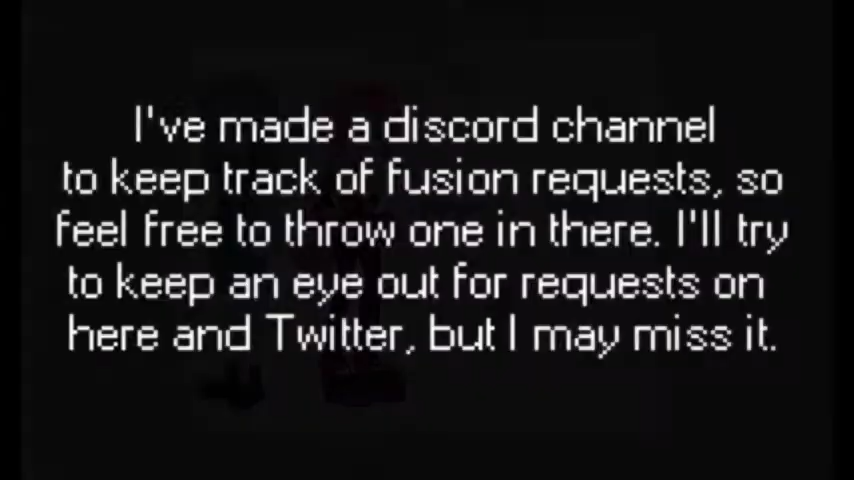 I've made a discord channel
to keep track of fusion requests, so
feel free to throw one in there. I'll try
to keep an eye out for requests on
here and Twitter, but I may miss it.